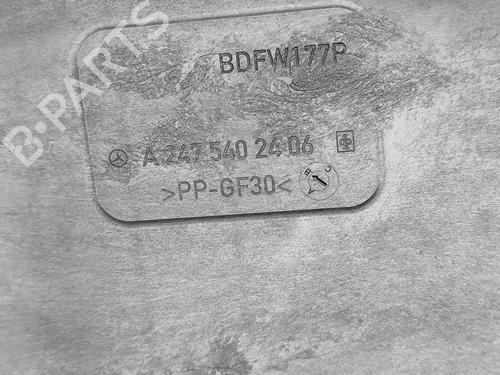 B-PARTS
BDFW177P
A 247 540 24 06
>PP-GF30<
B C